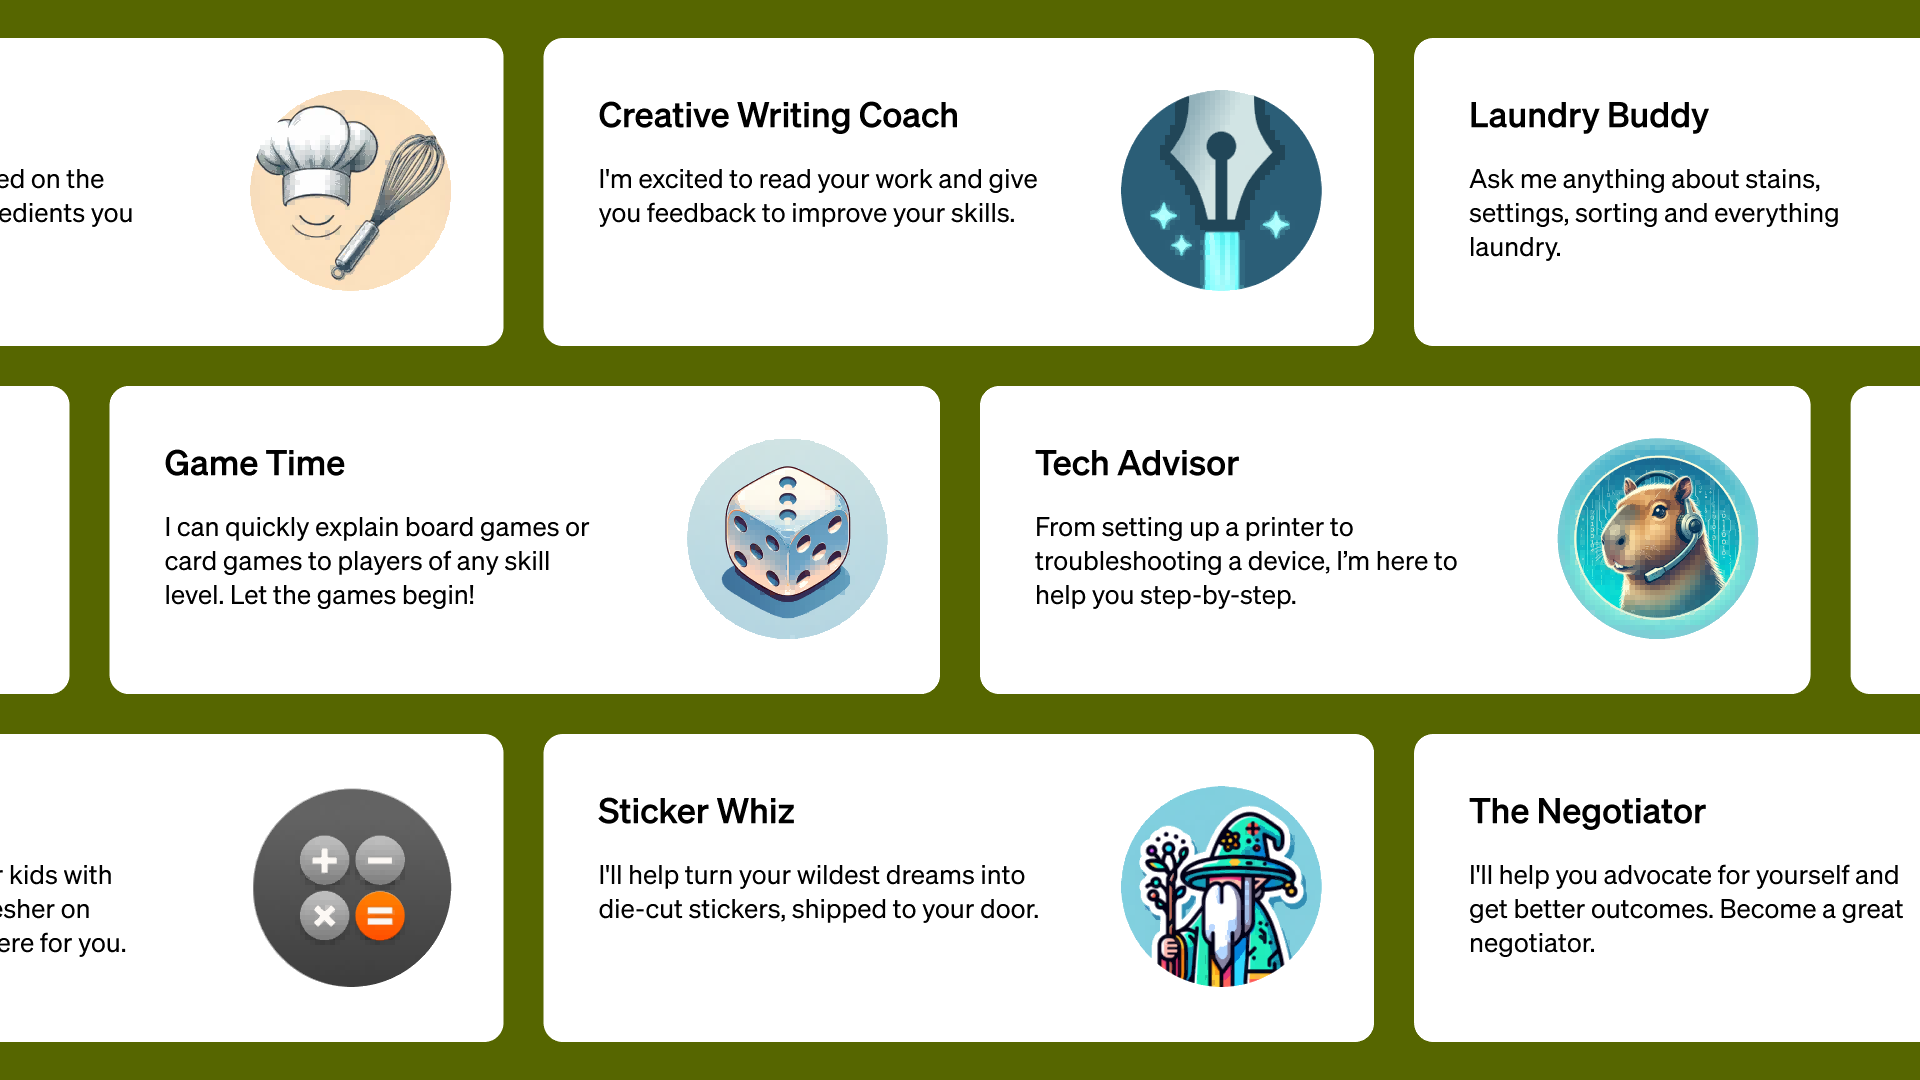 ed on the
edients you
Creative Writing Coach
I'm excited to read your work and give
you feedback to improve your skills.
Laundry Buddy
Ask me anything about stains,
settings, sorting and everything
laundry.
Game Time
I can quickly explain board games or
card games to players of any skill
level. Let the games begin!
Tech Advisor
From setting up a printer to
troubleshooting a device, I’m here to
help you step-by-step.
kids with
esher on
ere for you.
Sticker Whiz
I'll help turn your wildest dreams into
die-cut stickers, shipped to your door.
The Negotiator
I'll help you advocate for yourself and
get better outcomes. Become a great
negotiator.